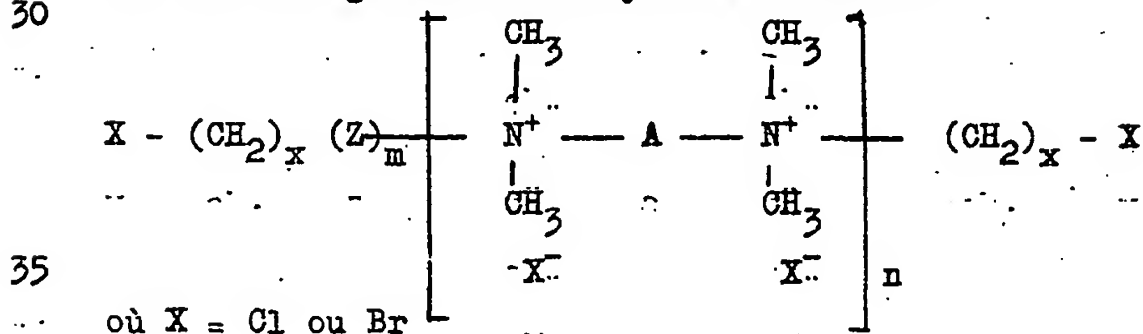 30
CH3 CH3
X - (CH2)x (Z)m N+ — A — N+ (CH2)x - X
CH3 CH3
35 X- X- n
où X = Cl ou Br